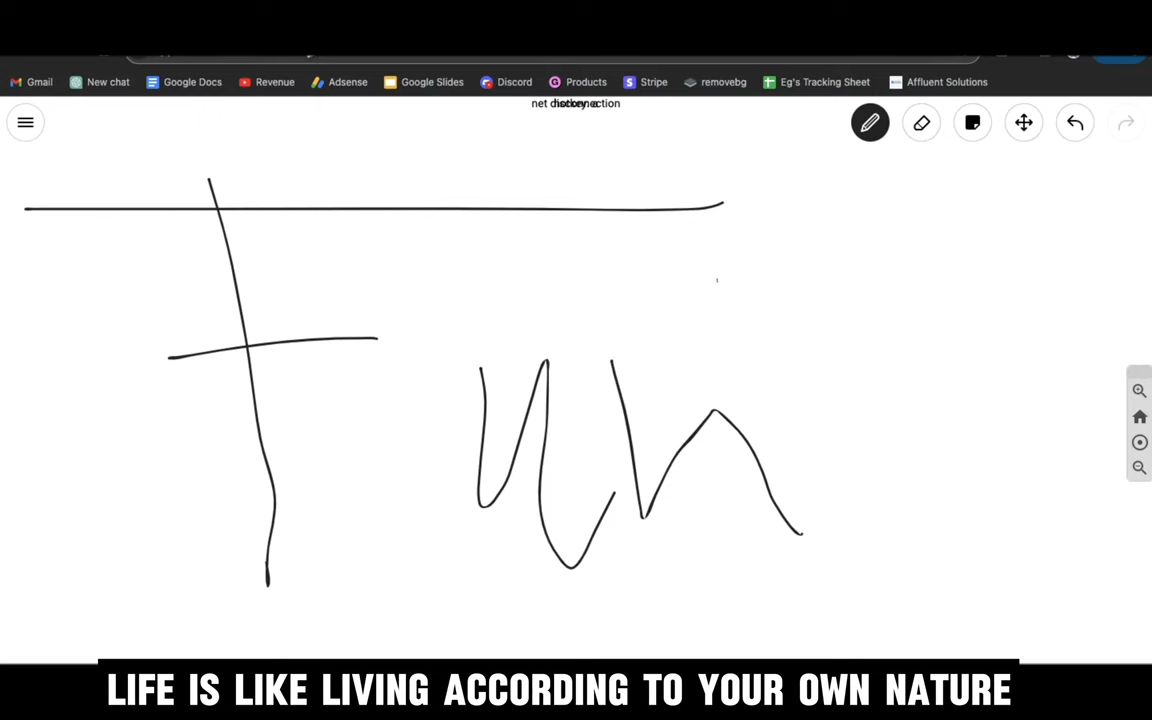 Gmail New chat Google Docs Revenue Adsense Google Slides Discord Products Stripe removebg Eg's Tracking Sheet Affluent Solutions
net
Fun
LIFE IS LIKE LIVING ACCORDING TO YOUR OWN NATURE